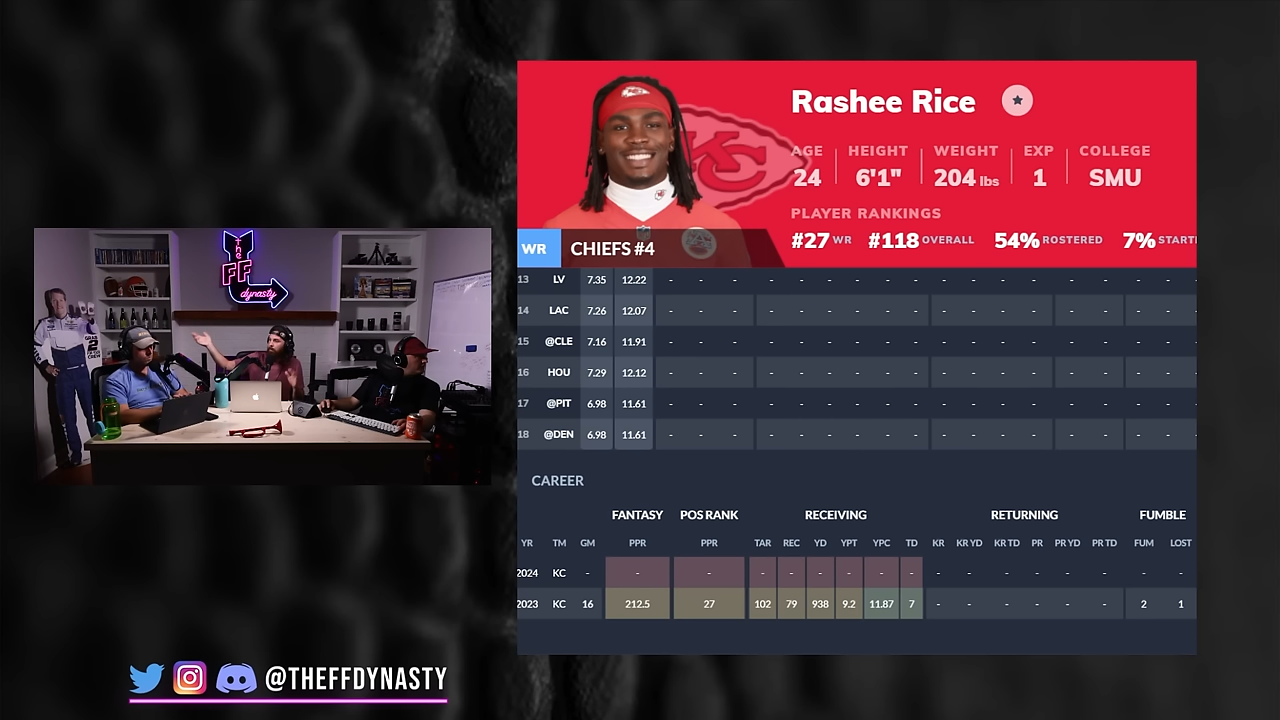 Rashee Rice
AGE HEIGHT WEIGHT EXP COLLEGE
24 6'1" 204 lbs 1 SMU
PLAYER RANKINGS
#27 WR #118 OVERALL 54% ROSTERED 7% START
WR CHIEFS #4
KC
13 LV 7.35 12.22 - - - - - - - - - - - - - - -
14 LAC 7.26 12.07 - - - - - - - - - - - - - - -
15 @CLE 7.16 11.91 - - - - - - - - - - - - - - -
16 HOU 7.29 12.12 - - - - - - - - - - - - - - -
17 @PIT 6.98 11.61 - - - - - - - - - - - - - - -
18 @DEN 6.98 11.61 - - - - - - - - - - - - - - -
CAREER
FANTASY POS RANK RECEIVING RETURNING FUMBLE
YR TM GM PPR PPR TAR REC YD YPT YPC TD KR KR YD KR TD PR PR YD PR TD FUM LOST
2024 KC - - - - - - - - - - - - - - - - -
2023 KC 16 212.5 27 102 79 938 9.2 11.87 7 - - - - - - 2 1
the
FF
dynasty
@THEFFDYNASTY